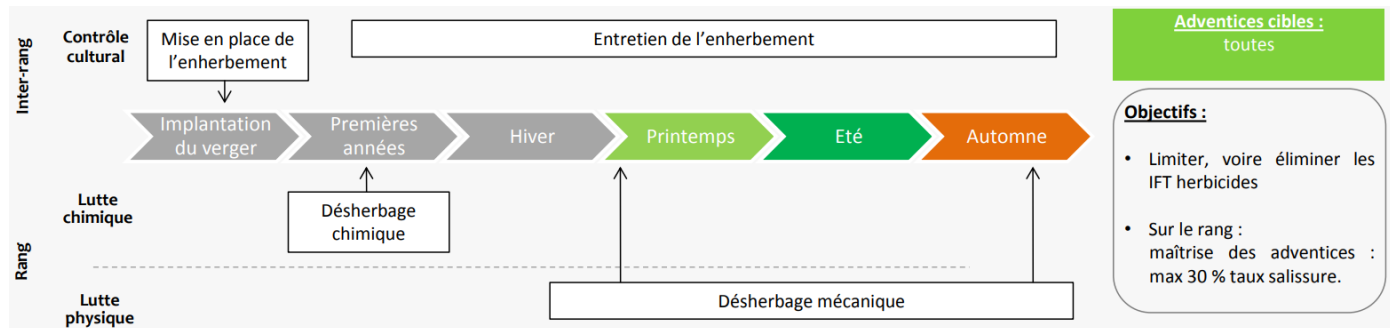 Inter-rang
Contrôle
cultural
Mise en place de
l'enherbement
Entretien de l'enherbement
Implantation
du verger
Premières
années
Hiver
Printemps
Eté
Automne
Rang
Lutte
chimique
Désherbage
chimique
Lutte
physique
Désherbage mécanique
Adventices cibles:
toutes
Objectifs :
• Limiter, voire éliminer les
IFT herbicides
• Sur le rang :
maîtrise des adventices :
max 30 % taux salissure.